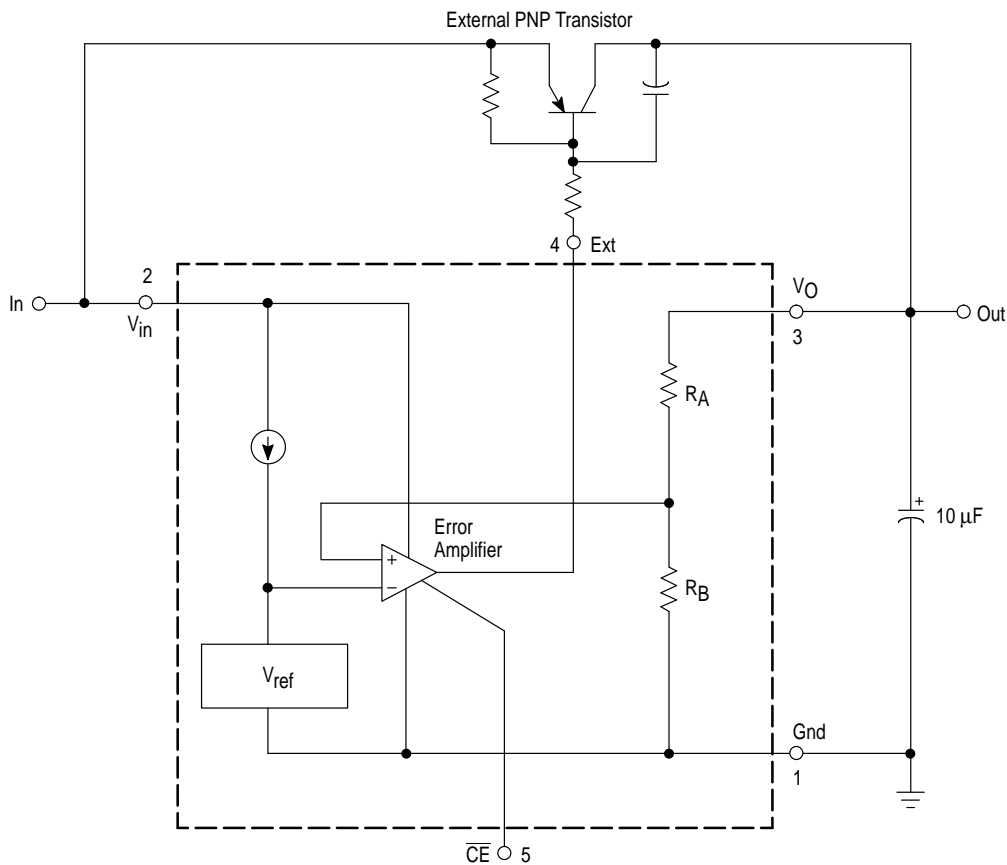 External PNP Transistor
4 Ext
2
In
Vin
VO
3
Out
RA
Error
Amplifier
+
−
+
10 µF
RB
Vref
Gnd
1
CE 5